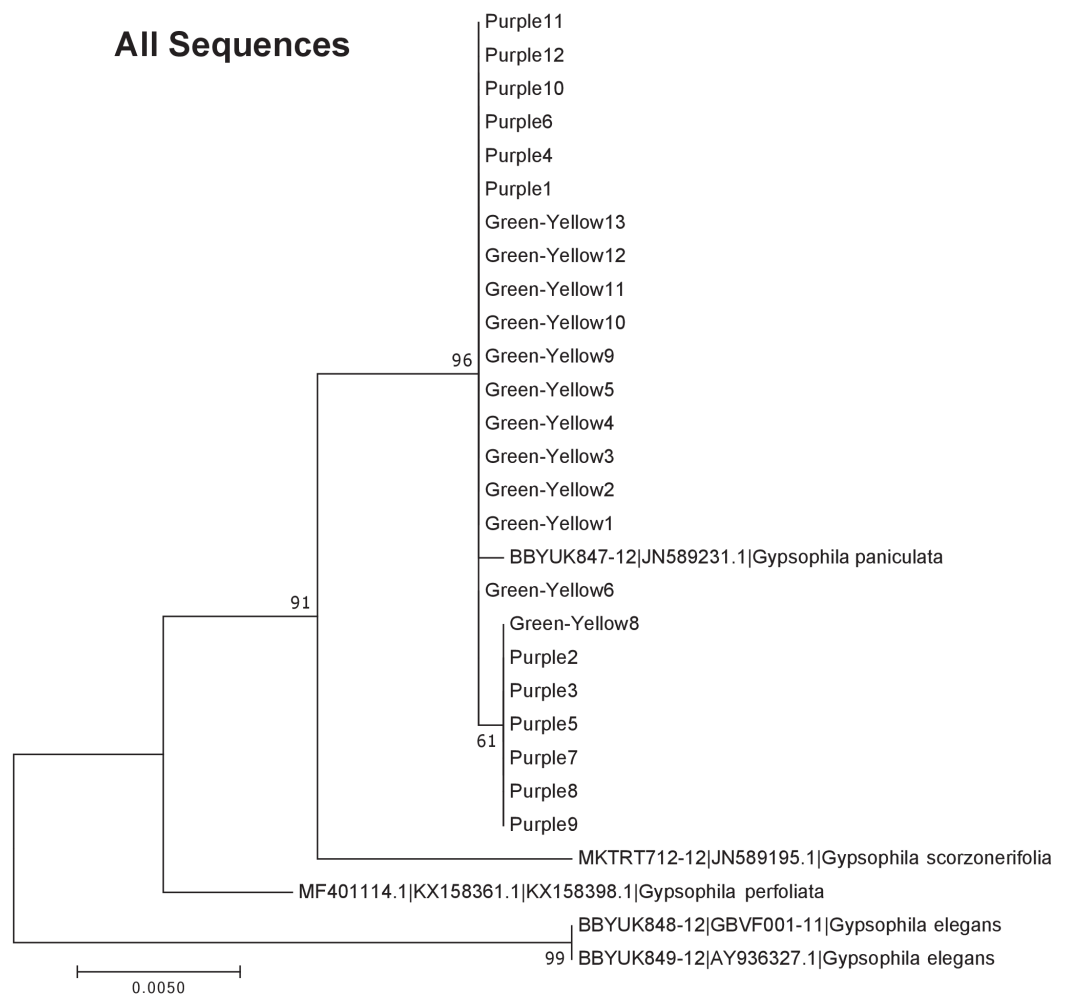 All Sequences
Purple11
Purple12
Purple10
Purple6
Purple4
Purple1
Green-Yellow13
Green-Yellow12
Green-Yellow11
Green-Yellow10
96
Green-Yellow9
Green-Yellow5
Green-Yellow4
Green-Yellow3
Green-Yellow2
Green-Yellow1
BBYUK847-12|JN589231.1|Gypsophila paniculata
Green-Yellow6
91
Green-Yellow8
Purple2
Purple3
Purple5
61
Purple7
Purple8
Purple9
MKTRT712-12|JN589195.1|Gypsophila scorzonerifolia
MF401114.1|KX158361.1|KX158398.1|Gypsophila perfoliata
BBYUK848-12|GBVF001-11|Gypsophila elegans
99
BBYUK849-12|AY936327.1|Gypsophila elegans
0.0050